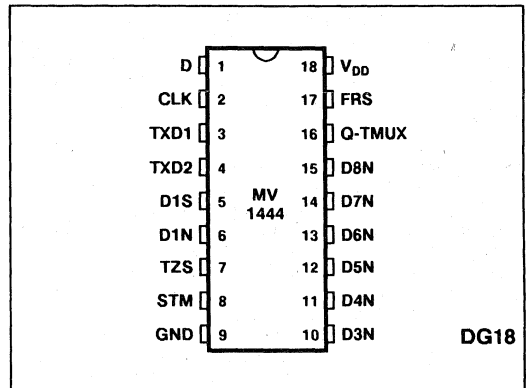 D 1 18 VDD
CLK 2 17 FRS
TXD1 3 16 Q-TMUX
TXD2 4 15 D8N
D1S 5 MV 14 D7N
1444
D1N 6 13 D6N
TZS 7 12 D5N
STM 8 11 D4N
GND 9 10 D3N
DG18